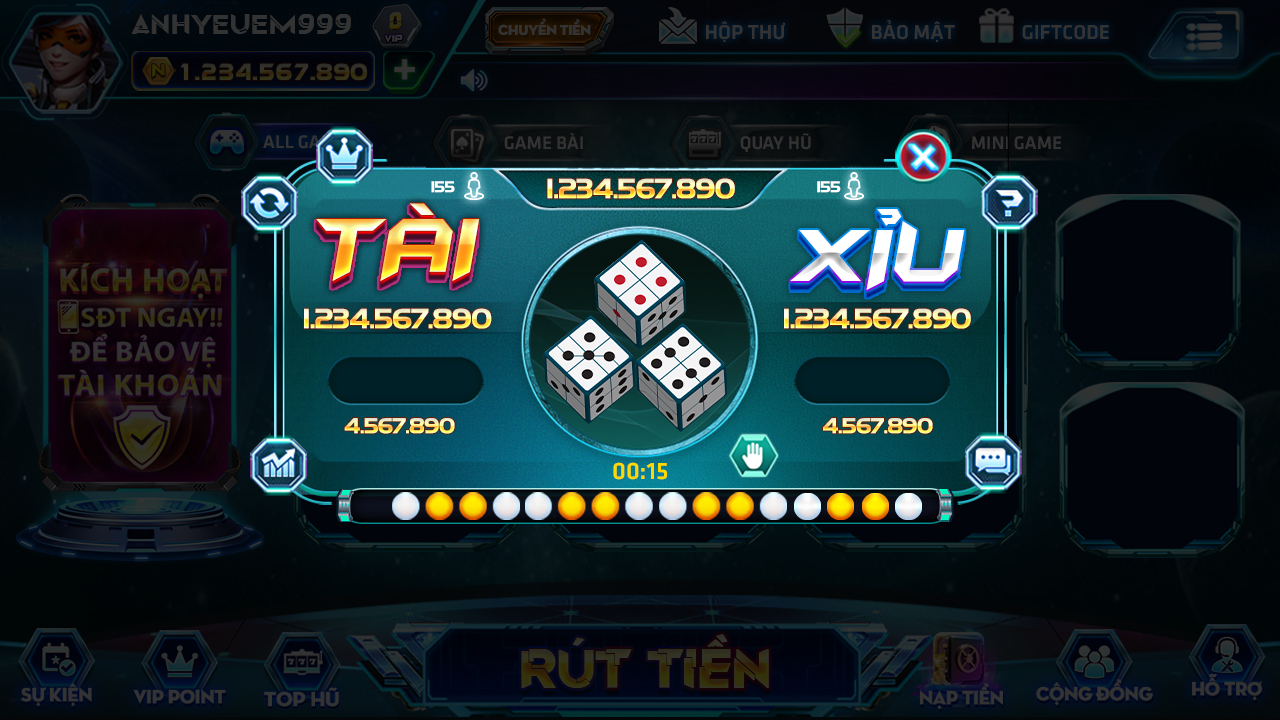 ANHYEUEM999
VIP
1.234.567.890
CHUYỂN TIỀN
HỘP THƯ
BẢO MẬT
GIFTCODE
ALL GA
GAME BÀI
QUAY HŨ
MINI GAME
KÍCH HOẠT
SĐT NGAY!!
ĐỂ BẢO VỆ
TÀI KHOẢN
155
1.234.567.890
155
TÀI
XỈU
1.234.567.890
1.234.567.890
4.567.890
4.567.890
00:15
SỰ KIỆN
VIP POINT
TOP HŨ
RÚT TIỀN
NẠP TIỀN
CỘNG ĐỒNG
HỖ TRỢ